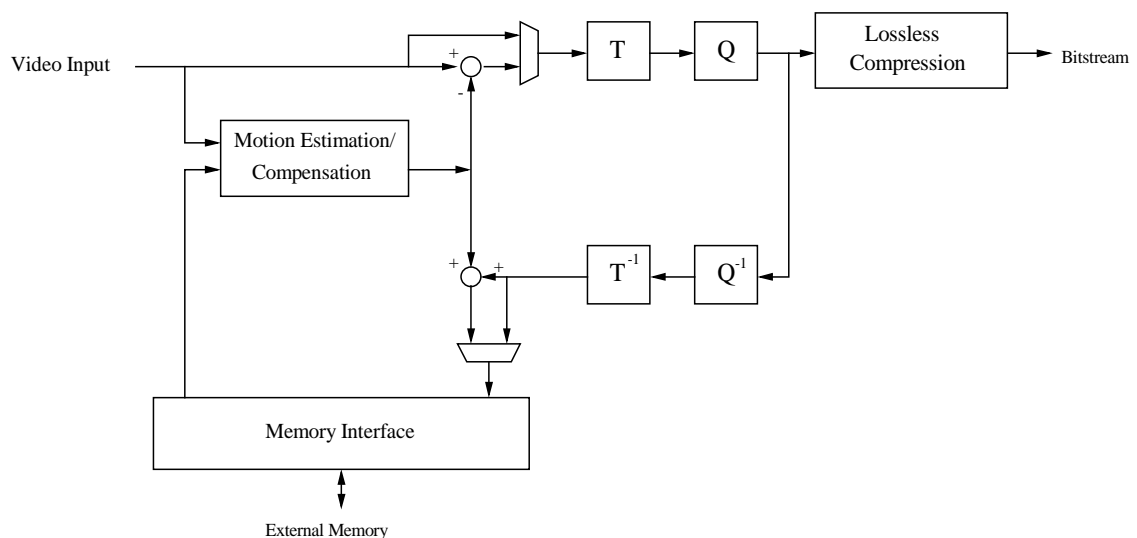 Lossless
Compression
T
Q
Video Input
Bitstream
+
-
Motion Estimation/
Compensation
+
+
T-1
Q-1
Memory Interface
External Memory